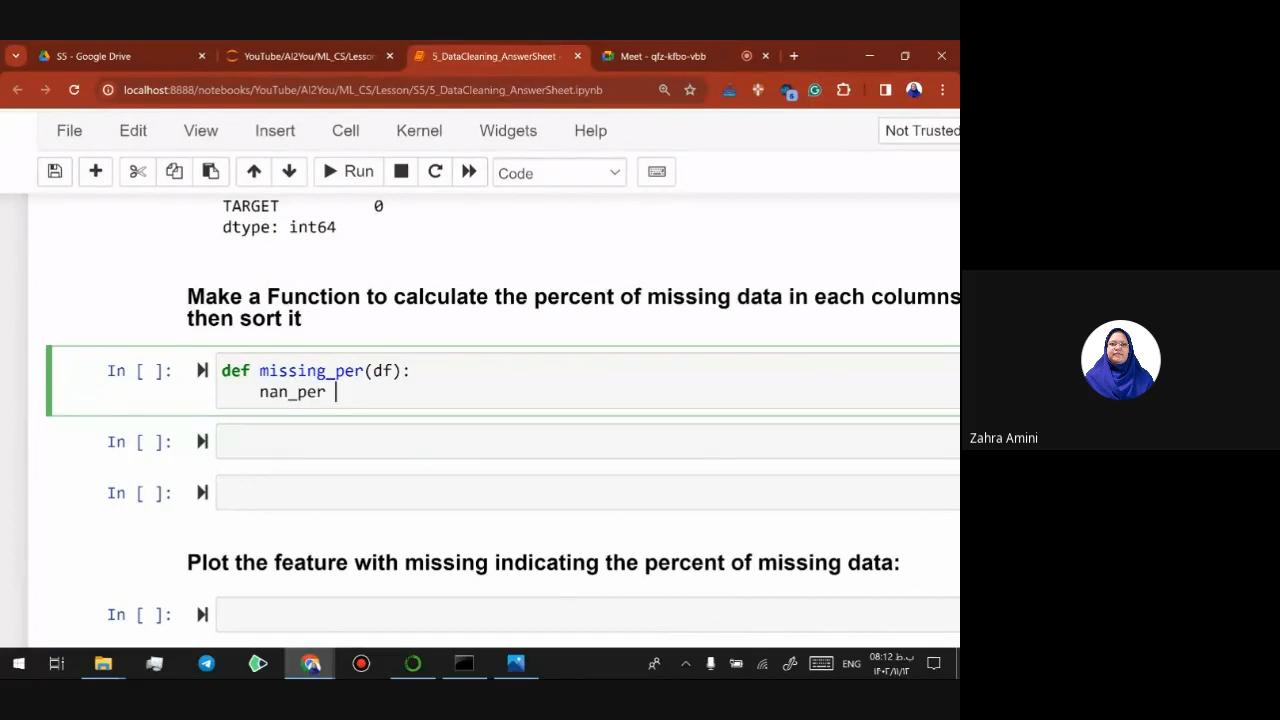 S5 - Google Drive
YouTube/AI2You/ML_CS/Lesson
5_DataCleaning_AnswerSheet -
Meet - qfz-kfbo-vbb
localhost:8888/notebooks/YouTube/AI2You/ML_CS/Lesson/S5/5_DataCleaning_AnswerSheet.ipynb
6
File Edit View Insert Cell Kernel Widgets Help Not Trusted
Run Code
TARGET 0
dtype: int64
Make a Function to calculate the percent of missing data in each columns
then sort it
In [ ]: def missing_per(df):
nan_per
In [ ]:
In [ ]:
Plot the feature with missing indicating the percent of missing data:
In [ ]:
Zahra Amini
ENG
08:12 ب.ظ
۱۴۰۲/۱۱/۱۳